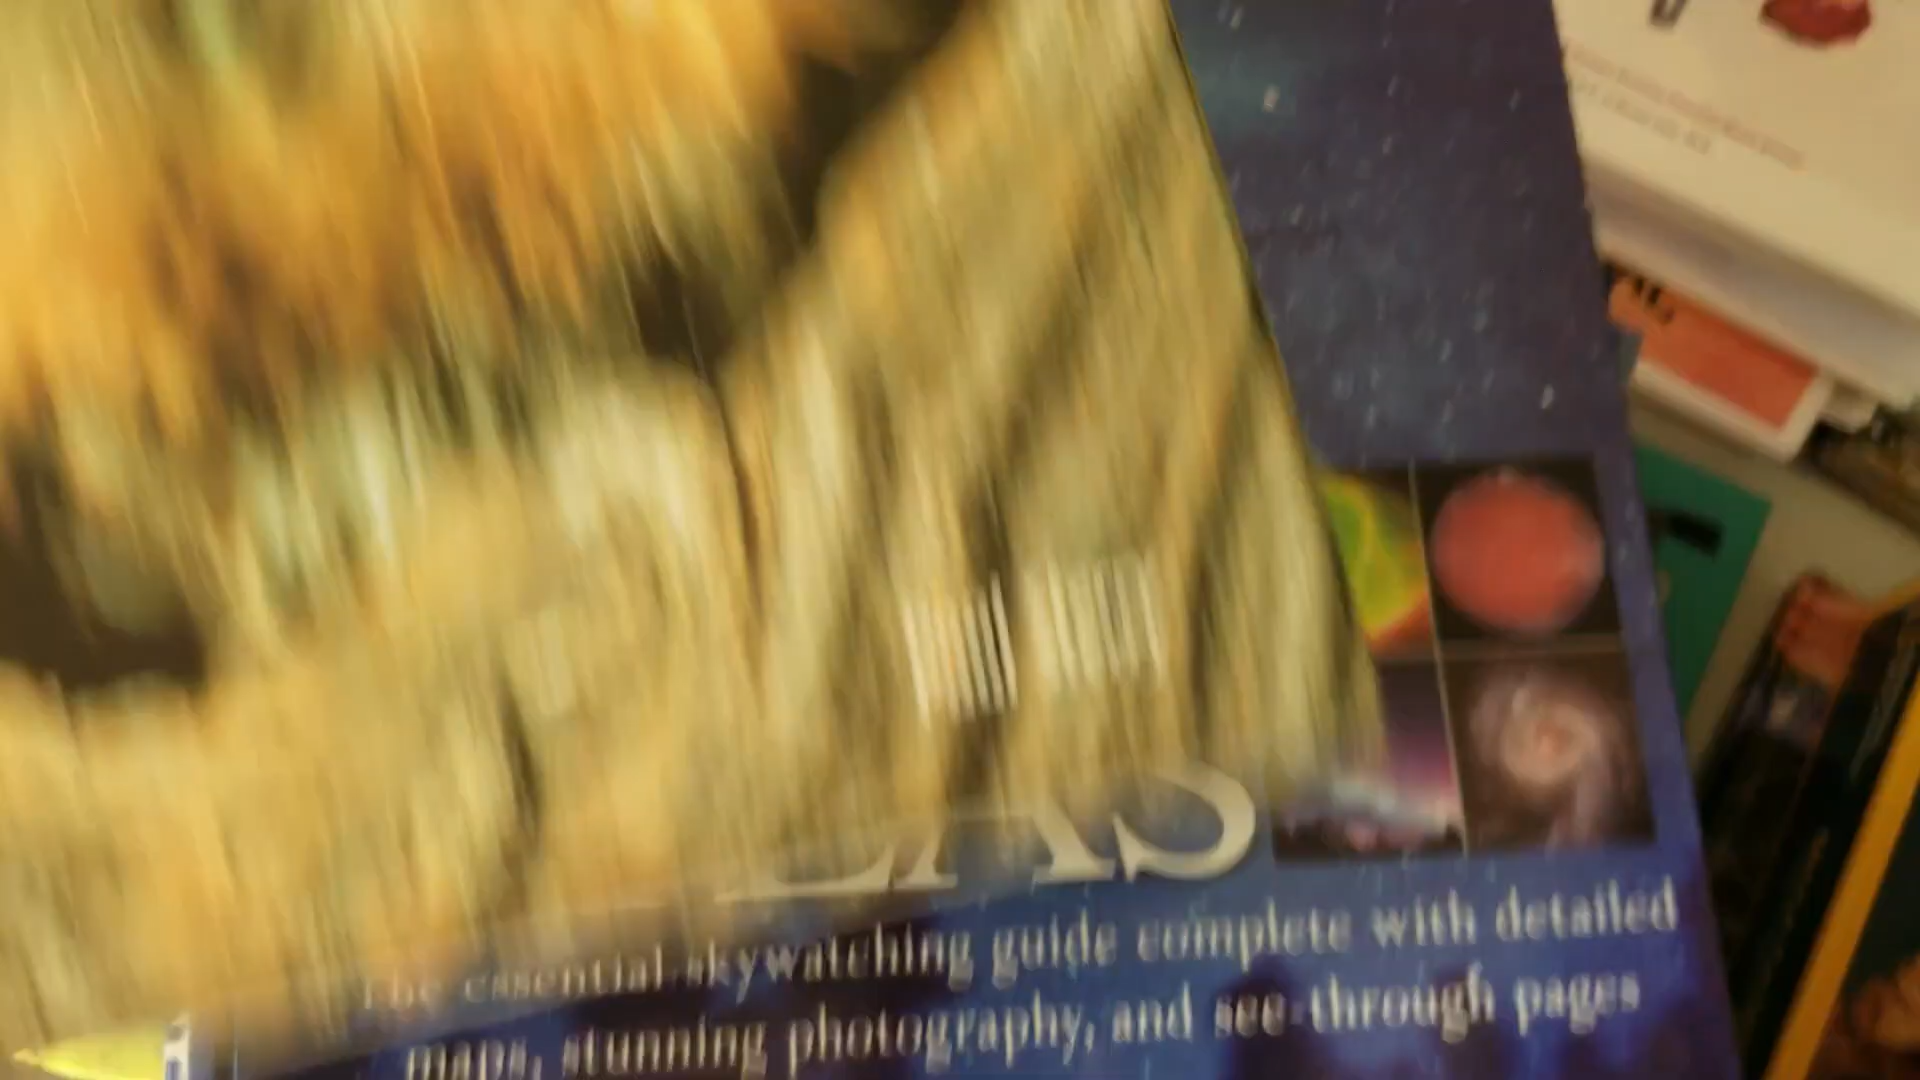 LAS
The essential skywatching guide complete with detailed
maps, stunning photography, and see-through pages